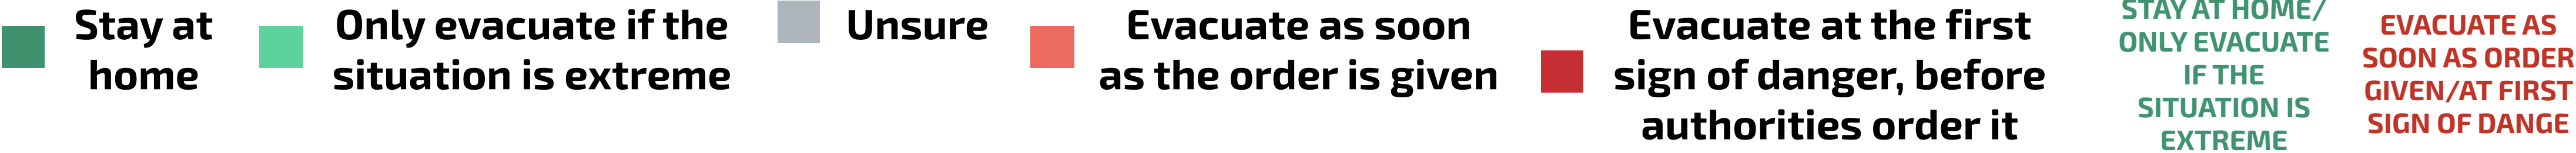 Stay at
home
Only evacuate if the
situation is extreme
Unsure
Evacuate as soon
as the order is given
Evacuate at the first
sign of danger, before
authorities order it
STAY AT HOME/
ONLY EVACUATE
IF THE
SITUATION IS
EXTREME
EVACUATE AS
SOON AS ORDER
GIVEN/AT FIRST
SIGN OF DANGE